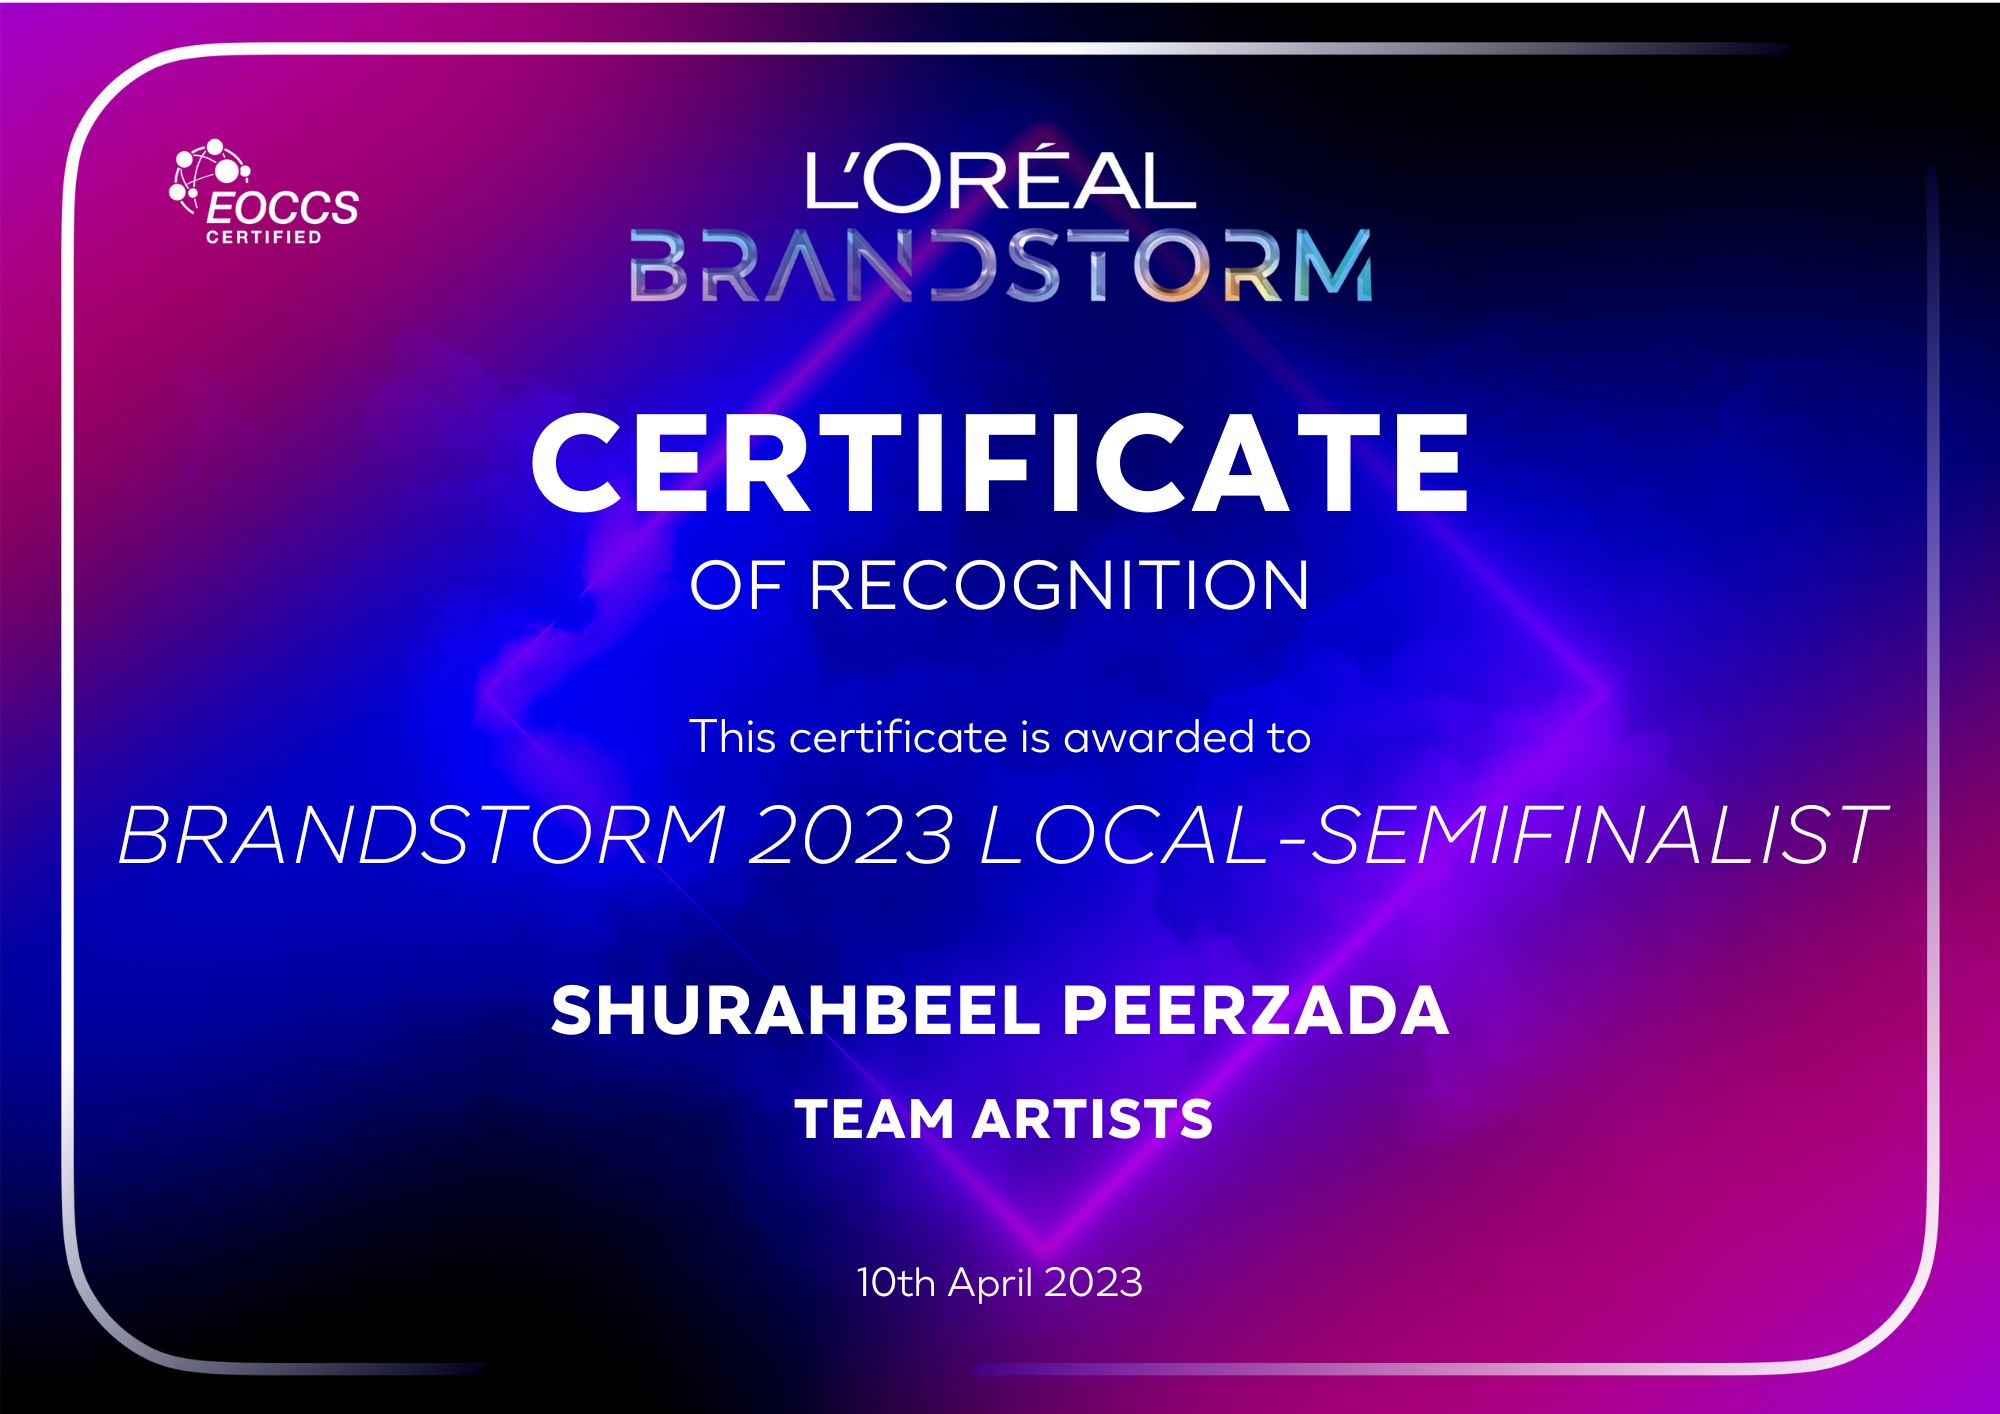 EOCCS
CERTIFIED
L'ORÉAL
BRANDSTORM
CERTIFICATE
OF RECOGNITION
This certificate is awarded to
BRANDSTORM 2023 LOCAL-SEMIFINALIST
SHURAHBEEL PEERZADA
TEAM ARTISTS
10th April 2023